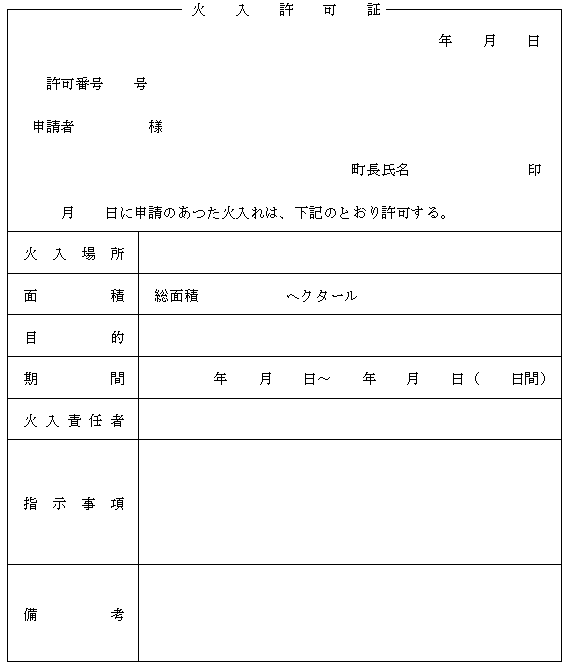 火入許可証
年　月　日
許可番号　　号
申請者　　　　　様
町長氏名　　　　　　　　印
月　　日に申請のあつた火入れは、下記のとおり許可する。
火入場所
面積　総面積　　　　　　ヘクタール
目的
期間　　　　年　　月　　日～　　年　　月　　日（　　日間）
火入責任者
指示事項
備考